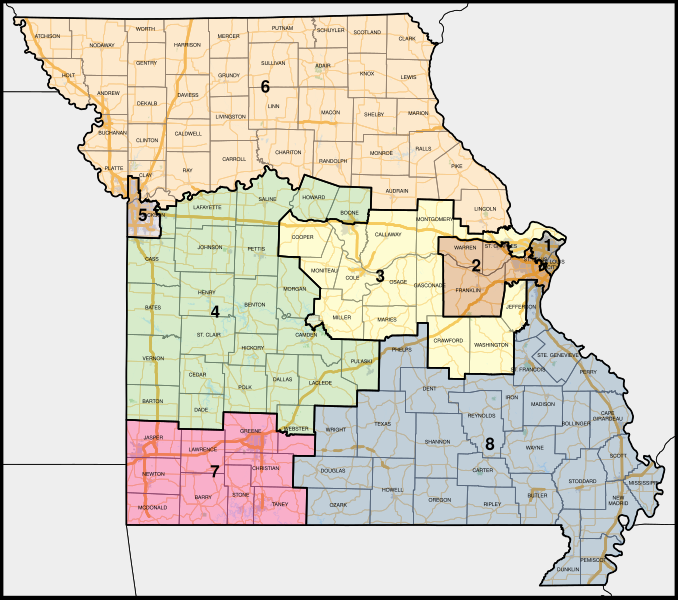 ATCHISON
NODAWAY
WORTH
HARRISON
MERCER
PUTNAM
SCHUYLER
SCOTLAND
CLARK
HOLT
ANDREW
GENTRY
DAVIESS
GRUNDY
SULLIVAN
ADAIR
KNOX
LEWIS
6
BUCHANAN
DEKALB
LIVINGSTON
LINN
MACON
SHELBY
MARION
CLINTON
CALDWELL
PLATTE
CLAY
RAY
CARROLL
CHARITON
RANDOLPH
MONROE
RALLS
PIKE
AUDRAIN
LINCOLN
5
LAFAYETTE
SALINE
HOWARD
BOONE
MONTGOMERY
CALLAWAY
COOPER
JOHNSON
PETTIS
WARREN
1
2
CASS
MONITEAU
COLE
3
OSAGE
GASCONADE
FRANKLIN
HENRY
BENTON
MORGAN
JEFFERSON
BATES
4
MILLER
MARIES
ST. CLAIR
CAMDEN
HICKORY
CRAWFORD
WASHINGTON
PHELPS
STE. GENEVIEVE
VERNON
PULASKI
ST. FRANCOIS
PERRY
CEDAR
POLK
DALLAS
LACLEDE
DENT
IRON
MADISON
BARTON
DADE
REYNOLDS
BOLLINGER
CAPE
GIRARDEAU
JASPER
GREENE
WEBSTER
WRIGHT
TEXAS
SHANNON
8
WAYNE
LAWRENCE
SCOTT
NEWTON
7
CHRISTIAN
DOUGLAS
CARTER
STODDARD
MISSISSIPPI
BARRY
STONE
TANEY
HOWELL
OREGON
RIPLEY
BUTLER
NEW
MADRID
MCDONALD
OZARK
DUNKLIN
PEMISCOT